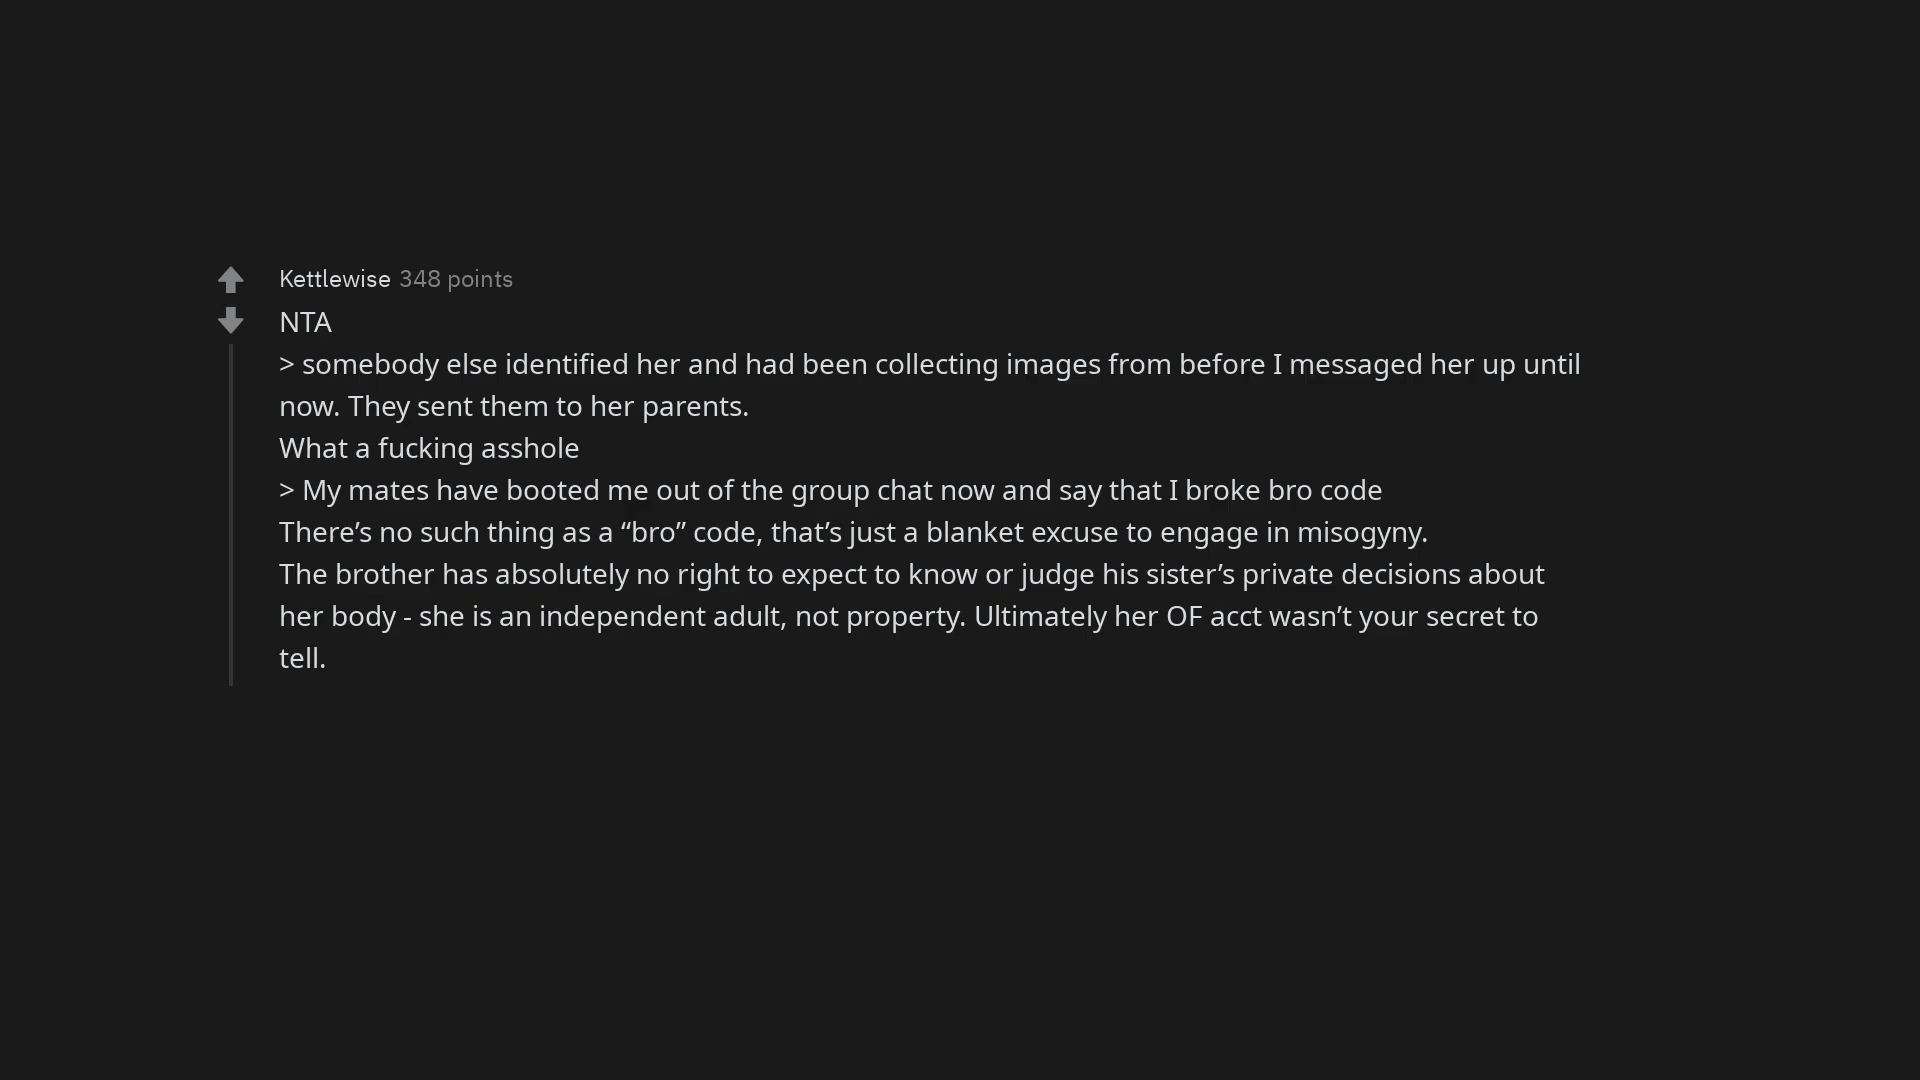 Kettlewise 348 points
NTA
> somebody else identified her and had been collecting images from before I messaged her up until
now. They sent them to her parents.
What a fucking asshole
> My mates have booted me out of the group chat now and say that I broke bro code
There’s no such thing as a “bro” code, that’s just a blanket excuse to engage in misogyny.
The brother has absolutely no right to expect to know or judge his sister’s private decisions about
her body - she is an independent adult, not property. Ultimately her OF acct wasn’t your secret to
tell.